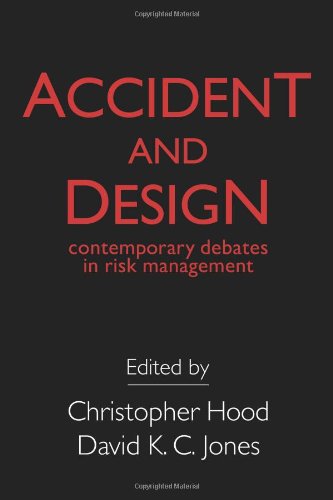 ACCIDENT
AND
DESIGN
contemporary debates
in risk management
Edited by
Christopher Hood
David K. C. Jones